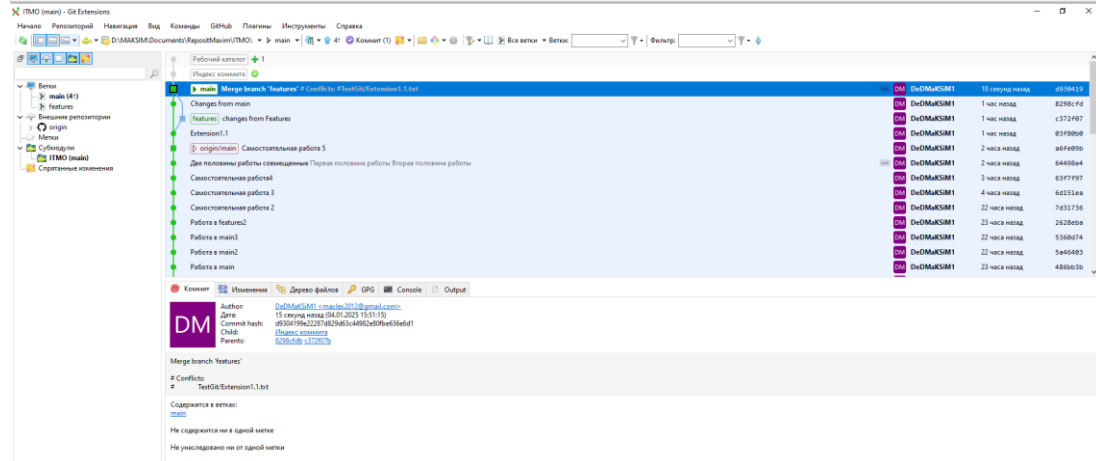 ITMO (main) - Git Extensions
Начало Репозиторий Навигация Вид Команды GitHub Плагины Инструменты Справка
D:\MAKSIM\Documents\RepositMaxim\ITMO\ main 4↑ Коммит (1) Все ветки Ветки: Фильтр:
Рабочий каталог 1
Индекс коммита
Ветки
main (4↑)
features
Внешние репозитории
origin
Метки
Субмодули
ITMO (main)
Спрятанные изменения
main Merge branch 'features' # Conflicts: #TestGit/Extension1.1.txt DM DeDMaKSiM1 18 секунд назад d930419
Changes from main DM DeDMaKSiM1 1 час назад 8298cfd
features changes from Features DM DeDMaKSiM1 1 час назад c372f07
Extension1.1 DM DeDMaKSiM1 1 час назад 03f80b0
origin/main Самостоятельная работа 5 DM DeDMaKSiM1 2 часа назад a6fe09b
Две половины работы совмещенные Первая половина работы Вторая половина работы DM DeDMaKSiM1 2 часа назад 64498e4
Самостоятельная работа4 DM DeDMaKSiM1 3 часа назад 63f7f97
Самостоятельная работа 3 DM DeDMaKSiM1 4 часа назад 6d151ea
Самостоятельная работа 2 DM DeDMaKSiM1 22 часа назад 7d31736
Работа в features2 DM DeDMaKSiM1 23 часа назад 2628eba
Работа в main3 DM DeDMaKSiM1 22 часа назад 5360d74
Работа в main2 DM DeDMaKSiM1 22 часа назад 5a46403
Работа в main DM DeDMaKSiM1 23 часа назад 486bb3b
Коммит Изменения Дерево файлов GPG Console Output
DM
Author: DeDMaKSiM1 <maxlex2012@gmail.com>
Дата: 15 секунд назад (04.01.2025 15:51:15)
Commit hash: d9304199e22287d829d63c44982e80fbe636e6d1
Child: Индекс коммита
Parents: 8298cfdb c372f07b
Merge branch 'features'
# Conflicts:
# TestGit/Extension1.1.txt
Содержится в ветках:
main
Не содержится ни в одной метке
Не унаследовано ни от одной метки